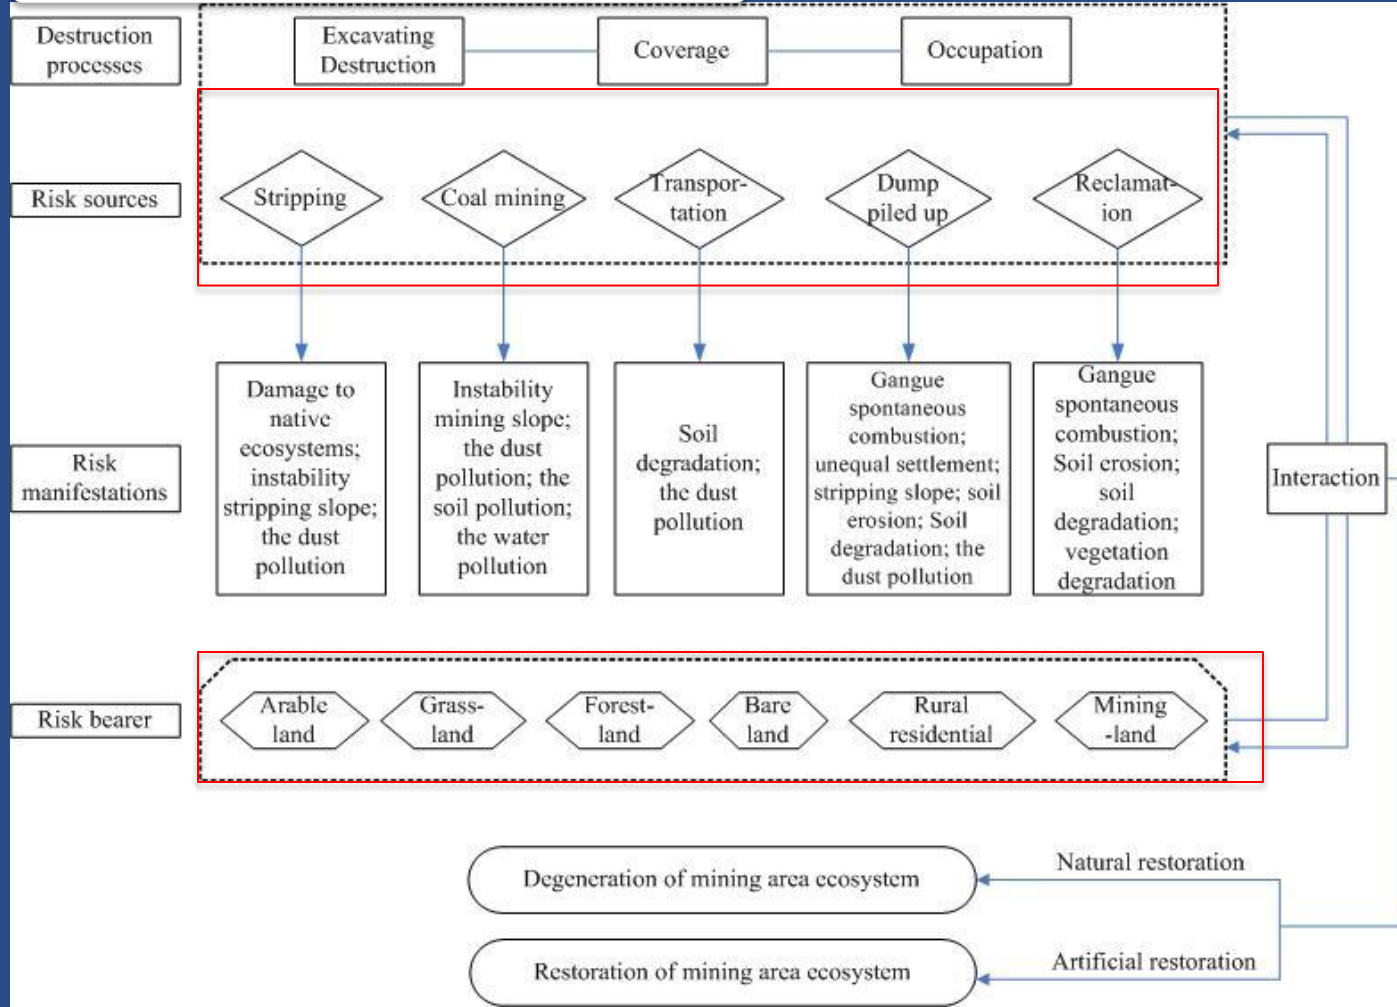 Destruction
processes
Excavating
Destruction
Coverage
Occupation
Risk sources
Stripping
Coal mining
Transpor-
tation
Dump
piled up
Reclamat-
ion
Risk
manifestations
Damage to
native
ecosystems;
instability
stripping slope;
the dust
pollution
Instability
mining slope;
the dust
pollution; the
soil pollution;
the water
pollution
Soil
degradation;
the dust
pollution
Gangue
spontaneous
combustion;
unequal settlement;
stripping slope; soil
erosion; Soil
degradation; the
dust pollution
Gangue
spontaneous
combustion;
Soil erosion;
soil
degradation;
vegetation
degradation
Interaction
Risk bearer
Arable
land
Grass-
land
Forest-
land
Bare
land
Rural
residential
Mining
-land
Degeneration of mining area ecosystem
Natural restoration
Restoration of mining area ecosystem
Artificial restoration